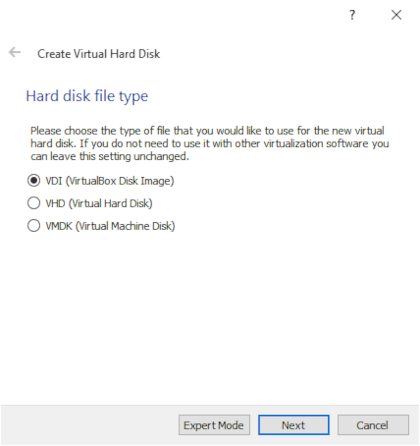 ?
Create Virtual Hard Disk
Hard disk file type
Please choose the type of file that you would like to use for the new virtual
hard disk. If you do not need to use it with other virtualization software you
can leave this setting unchanged.
VDI (VirtualBox Disk Image)
VHD (Virtual Hard Disk)
VMDK (Virtual Machine Disk)
Expert Mode Next Cancel